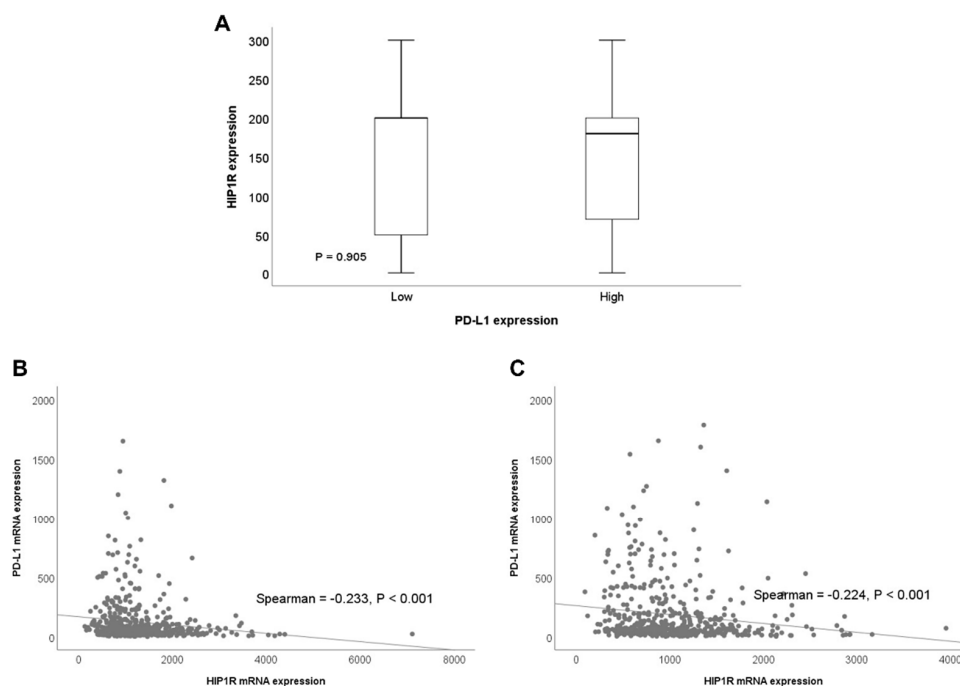 A
300
250
200
150
100
50
0
HIP1R expression
P = 0.905
Low
High
PD-L1 expression
B
2000
1500
1000
500
0
PD-L1 mRNA expression
Spearman = -0.233, P < 0.001
0
2000
4000
6000
8000
HIP1R mRNA expression
C
2000
1500
1000
500
0
PD-L1 mRNA expression
Spearman = -0.224, P < 0.001
0
1000
2000
3000
4000
HIP1R mRNA expression